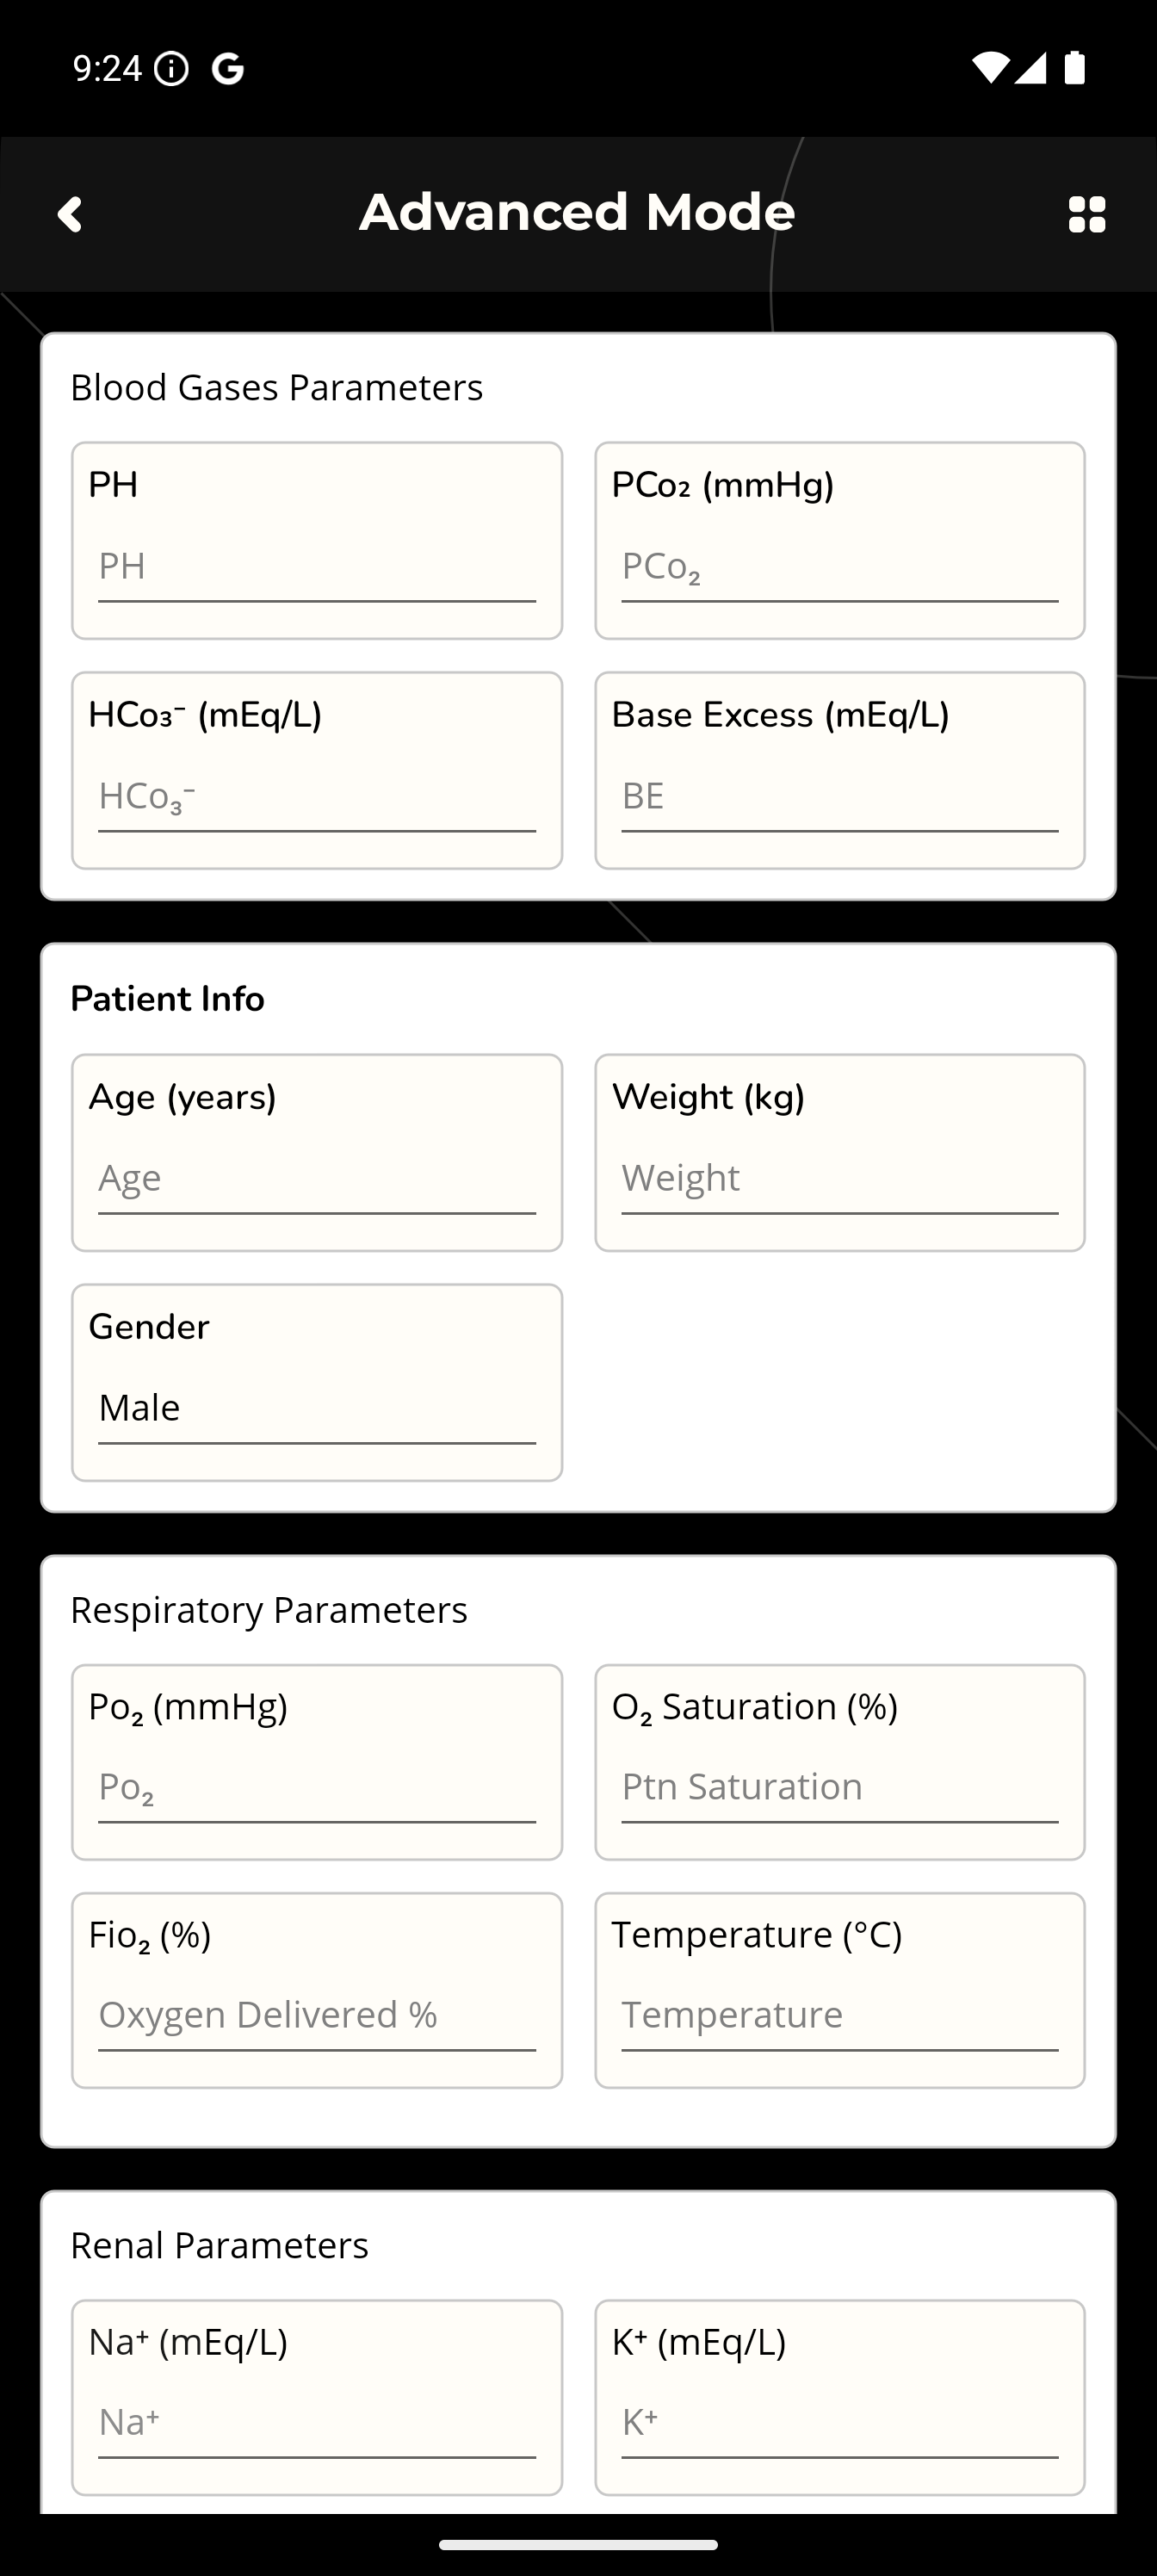 9:24
Advanced Mode
Blood Gases Parameters
PH
PCo₂ (mmHg)
PH
PCo₂
HCo₃⁻ (mEq/L)
Base Excess (mEq/L)
HCo₃⁻
BE
Patient Info
Age (years)
Weight (kg)
Age
Weight
Gender
Male
Respiratory Parameters
Po₂ (mmHg)
O₂ Saturation (%)
Po₂
Ptn Saturation
Fio₂ (%)
Temperature (°C)
Oxygen Delivered %
Temperature
Renal Parameters
Na⁺ (mEq/L)
K⁺ (mEq/L)
Na⁺
K⁺